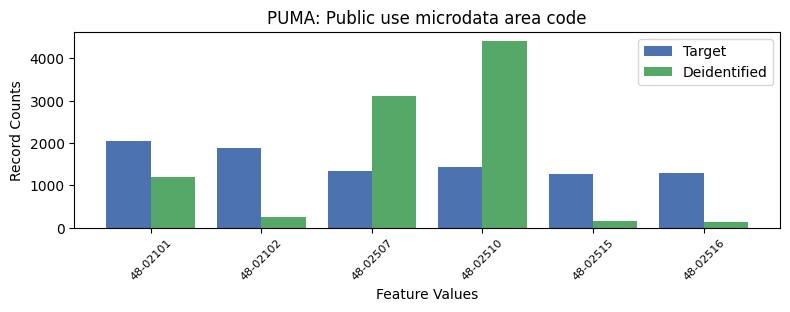 PUMA: Public use microdata area code
Target
Deidentified
Record Counts
4000
3000
2000
1000
0
48-02101
48-02102
48-02507
48-02510
48-02515
48-02516
Feature Values